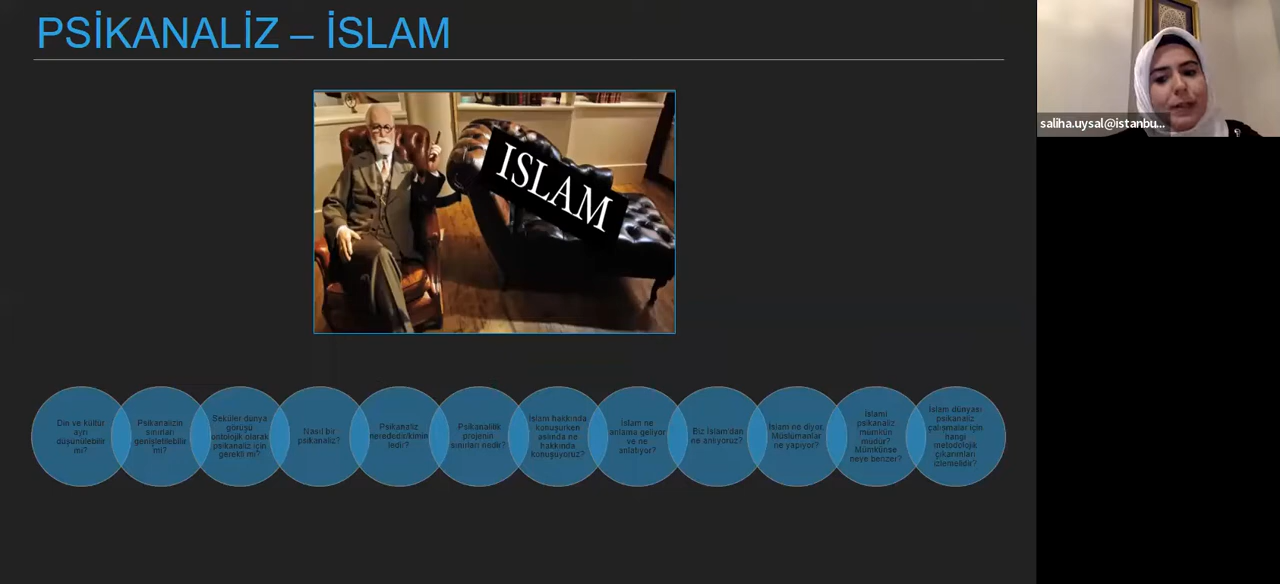 PSİKANALİZ – İSLAM
saliha.uysal@istanbu...
ISLAM
Din ve kültür
ayrı
düşünülebilir
mi?
Psikanalizin
sınırları
genişletilebilir
mi?
Seküler dünya
görüşü
ontolojik olarak
psikanaliz için
gerekli mi?
Nasıl bir
psikanaliz?
Psikanaliz
nerededir/kimin
ledir?
Psikanalitik
projenin
sınırları nedir?
İslam hakkında
konuşurken
aslında ne
hakkında
konuşuyoruz?
İslam ne
anlama geliyor
ve ne
anlatıyor?
Biz İslam'dan
ne anlıyoruz?
İslam ne diyor,
Müslümanlar
ne yapıyor?
İslami
psikanaliz
mümkün
müdür?
Mümkünse
neye benzer?
İslam dünyası
psikanaliz
çalışmalar için
hangi
metodolojik
çıkarımları
izlemelidir?